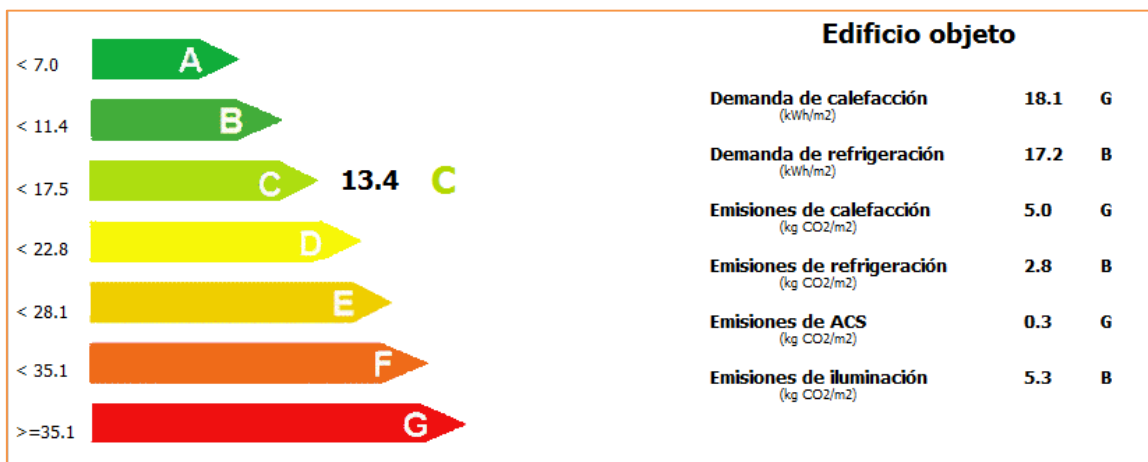 < 7.0 A
< 11.4 B
< 17.5 C 13.4 C
< 22.8 D
< 28.1 E
< 35.1 F
>=35.1 G
Edificio objeto
Demanda de calefacción 18.1 G
(kWh/m2)
Demanda de refrigeración 17.2 B
(kWh/m2)
Emisiones de calefacción 5.0 G
(kg CO2/m2)
Emisiones de refrigeración 2.8 B
(kg CO2/m2)
Emisiones de ACS 0.3 G
(kg CO2/m2)
Emisiones de iluminación 5.3 B
(kg CO2/m2)